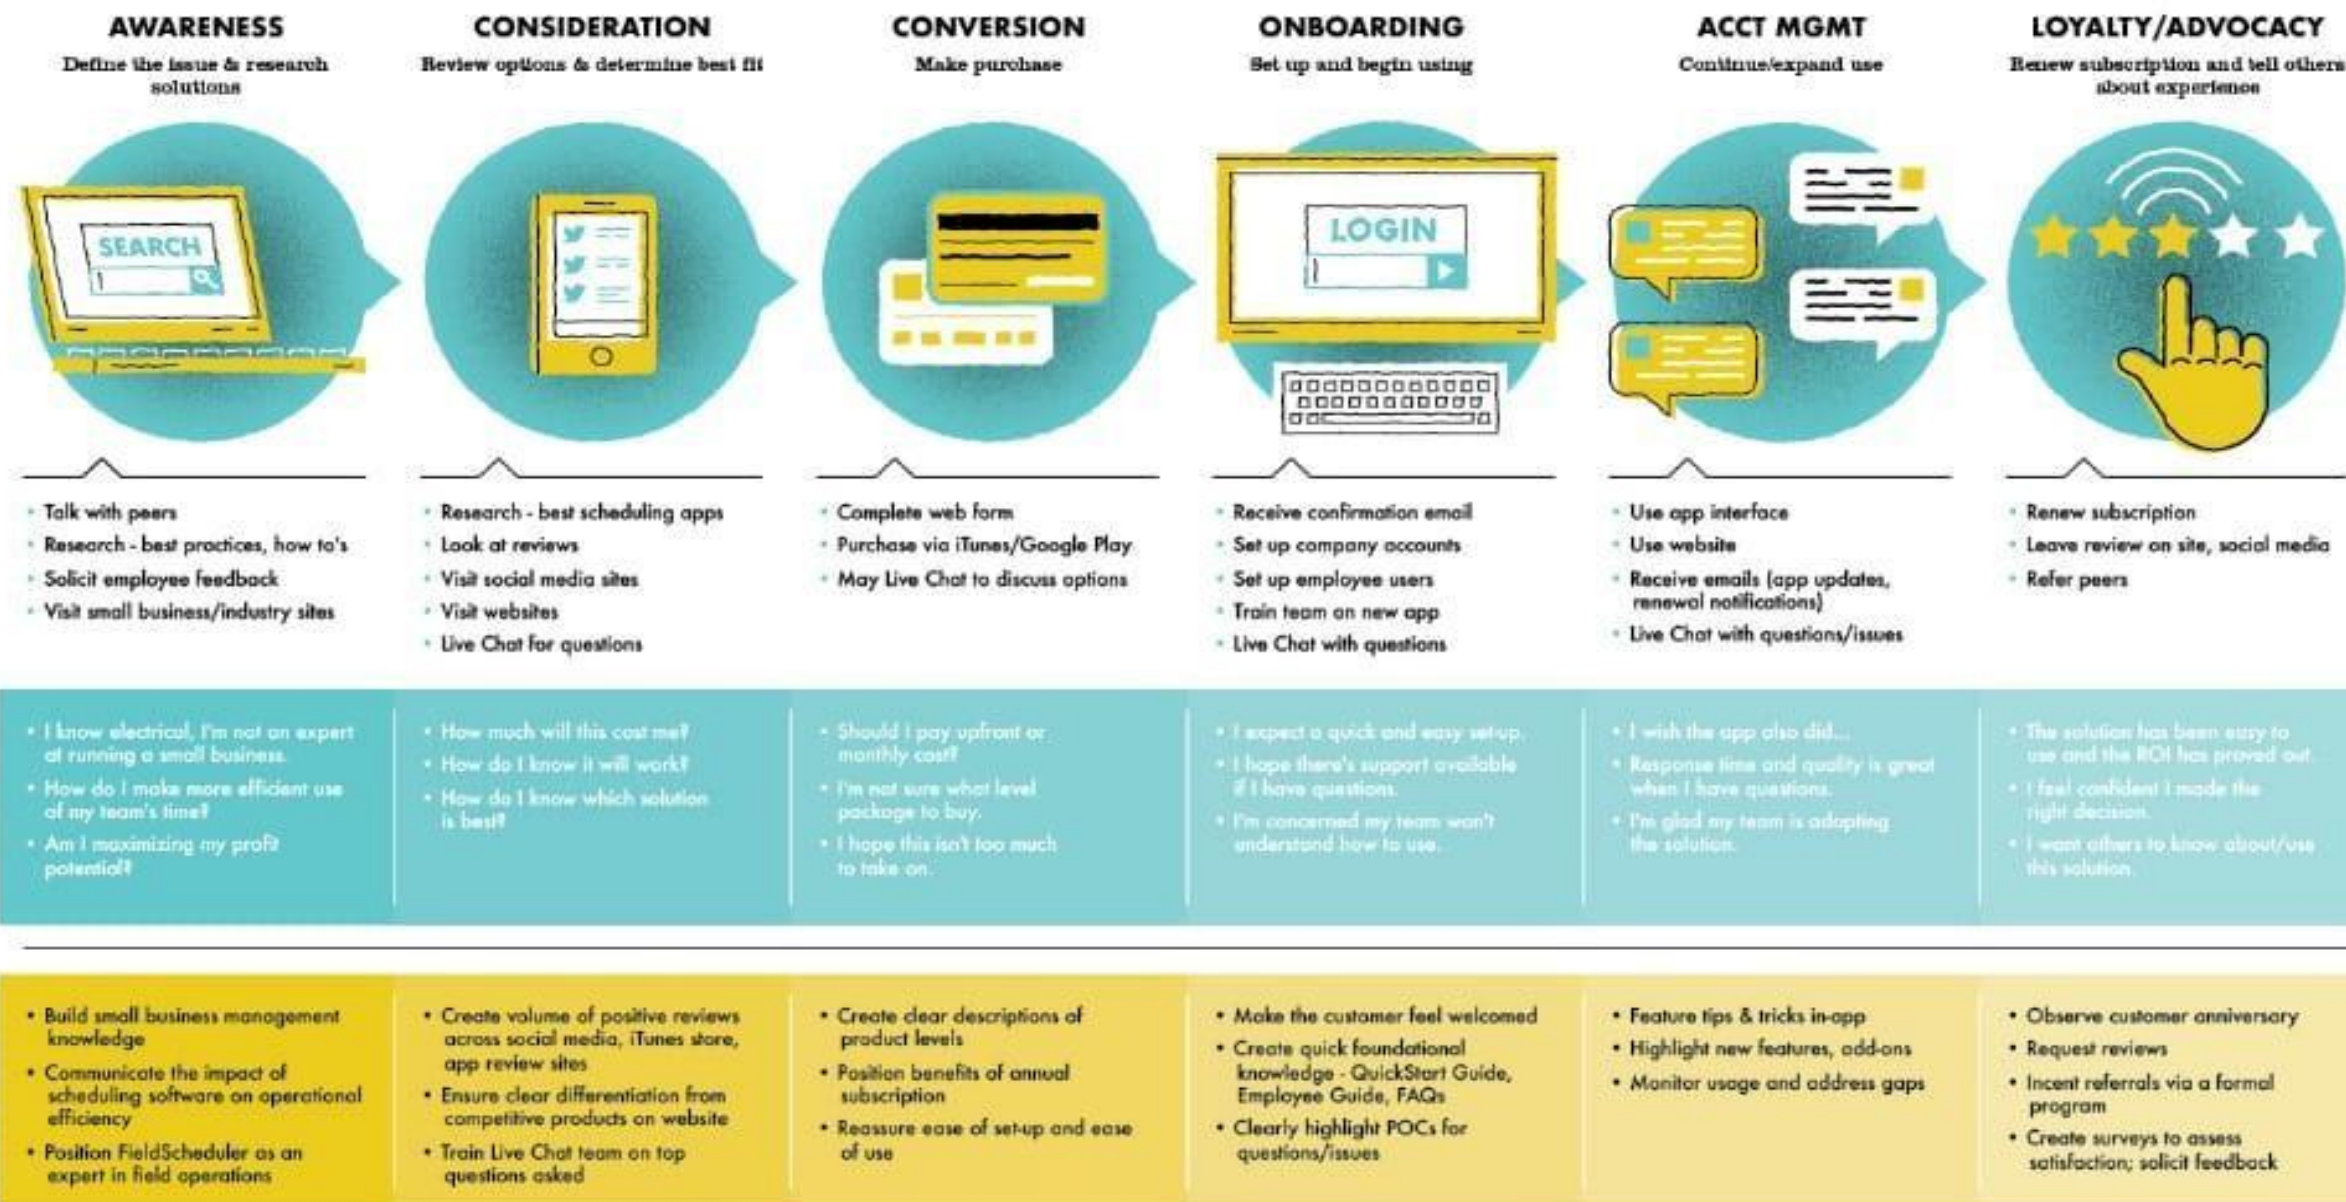 AWARENESS
Define the issue & research
solutions
CONSIDERATION
Review options & determine best fit
CONVERSION
Make purchase
ONBOARDING
Set up and begin using
ACCT MGMT
Continue/expand use
LOYALTY/ADVOCACY
Renew subscription and tell others
about experience
SEARCH
LOGIN
• Talk with peers
• Research - best practices, how to's
• Solicit employee feedback
• Visit small business/industry sites
• Research - best scheduling apps
• Look at reviews
• Visit social media sites
• Visit websites
• Live Chat for questions
• Complete web form
• Purchase via iTunes/Google Play
• May Live Chat to discuss options
• Receive confirmation email
• Set up company accounts
• Set up employee users
• Train team on new app
• Live Chat with questions
• Use app interface
• Use website
• Receive emails (app updates,
renewal notifications)
• Live Chat with questions/issues
• Renew subscription
• Leave review on site, social media
• Refer peers
• I know electrical, I'm not an expert
at running a small business.
• How do I make more efficient use
of my team's time?
• Am I maximizing my profit
potential?
• How much will this cost me?
• How do I know it will work?
• How do I know which solution
is best?
• Should I pay upfront or
monthly cost?
• I'm not sure what level
package to buy.
• I hope this isn't too much
to take on.
• I expect a quick and easy set-up.
• I hope there's support available
if I have questions.
• I'm concerned my team won't
understand how to use.
• I wish the app also did...
• Response time and quality is great
when I have questions.
• I'm glad my team is adopting
the solution.
• The solution has been easy to
use and the ROI has proved out.
• I feel confident I made the
right decision.
• I want others to know about/use
this solution.
• Build small business management
knowledge
• Communicate the impact of
scheduling software on operational
efficiency
• Position FieldScheduler as an
expert in field operations
• Create volume of positive reviews
across social media, iTunes store,
app review sites
• Ensure clear differentiation from
competitive products on website
• Train Live Chat team on top
questions asked
• Create clear descriptions of
product levels
• Position benefits of annual
subscription
• Reassure ease of set-up and ease
of use
• Make the customer feel welcomed
• Create quick foundational
knowledge - QuickStart Guide,
Employee Guide, FAQs
• Clearly highlight POCs for
questions/issues
• Feature tips & tricks in-app
• Highlight new features, add-ons
• Monitor usage and address gaps
• Observe customer anniversary
• Request reviews
• Incent referrals via a formal
program
• Create surveys to assess
satisfaction; solicit feedback